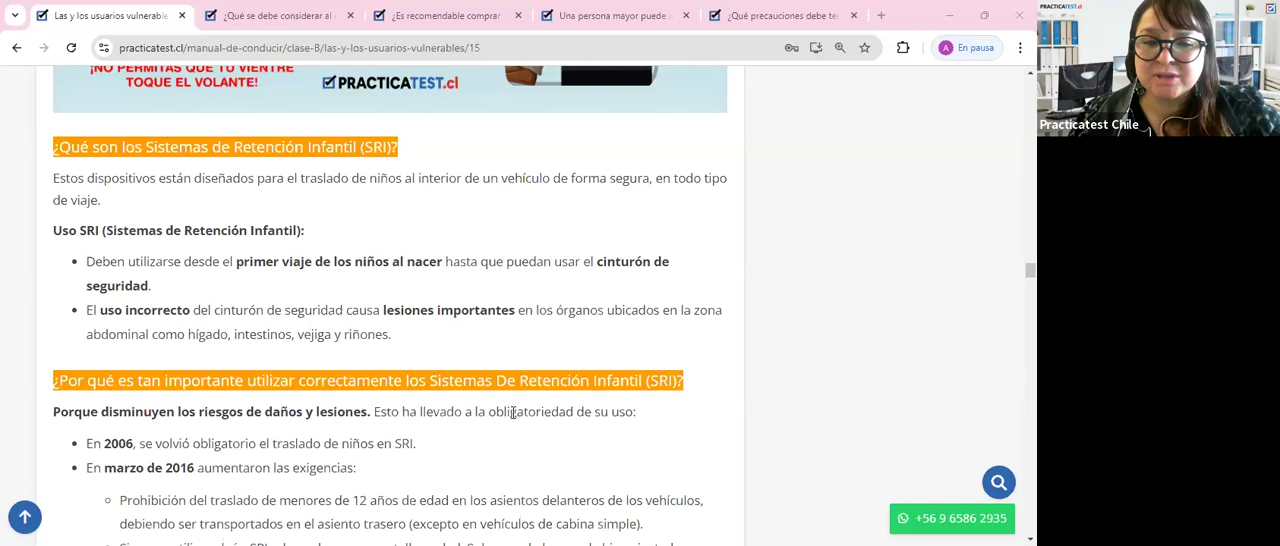 Las y los usuarios vulnerable
¿Qué se debe considerar al
¿Es recomendable comprar
Una persona mayor puede
¿Qué precauciones debe te
practicatest.cl/manual-de-conducir/clase-B/las-y-los-usuarios-vulnerables/15
A En pausa
PRACTICATEST.cl
Practicatest Chile
¡NO PERMITAS QUE TU VIENTRE
TOQUE EL VOLANTE!
PRACTICATEST.cl
¿Qué son los Sistemas de Retención Infantil (SRI)?
Estos dispositivos están diseñados para el traslado de niños al interior de un vehículo de forma segura, en todo tipo
de viaje.
Uso SRI (Sistemas de Retención Infantil):
Deben utilizarse desde el primer viaje de los niños al nacer hasta que puedan usar el cinturón de
seguridad.
El uso incorrecto del cinturón de seguridad causa lesiones importantes en los órganos ubicados en la zona
abdominal como hígado, intestinos, vejiga y riñones.
¿Por qué es tan importante utilizar correctamente los Sistemas De Retención Infantil (SRI)?
Porque disminuyen los riesgos de daños y lesiones. Esto ha llevado a la obligatoriedad de su uso:
En 2006, se volvió obligatorio el traslado de niños en SRI.
En marzo de 2016 aumentaron las exigencias:
Prohibición del traslado de menores de 12 años de edad en los asientos delanteros de los vehículos,
debiendo ser transportados en el asiento trasero (excepto en vehículos de cabina simple).
+56 9 6586 2935